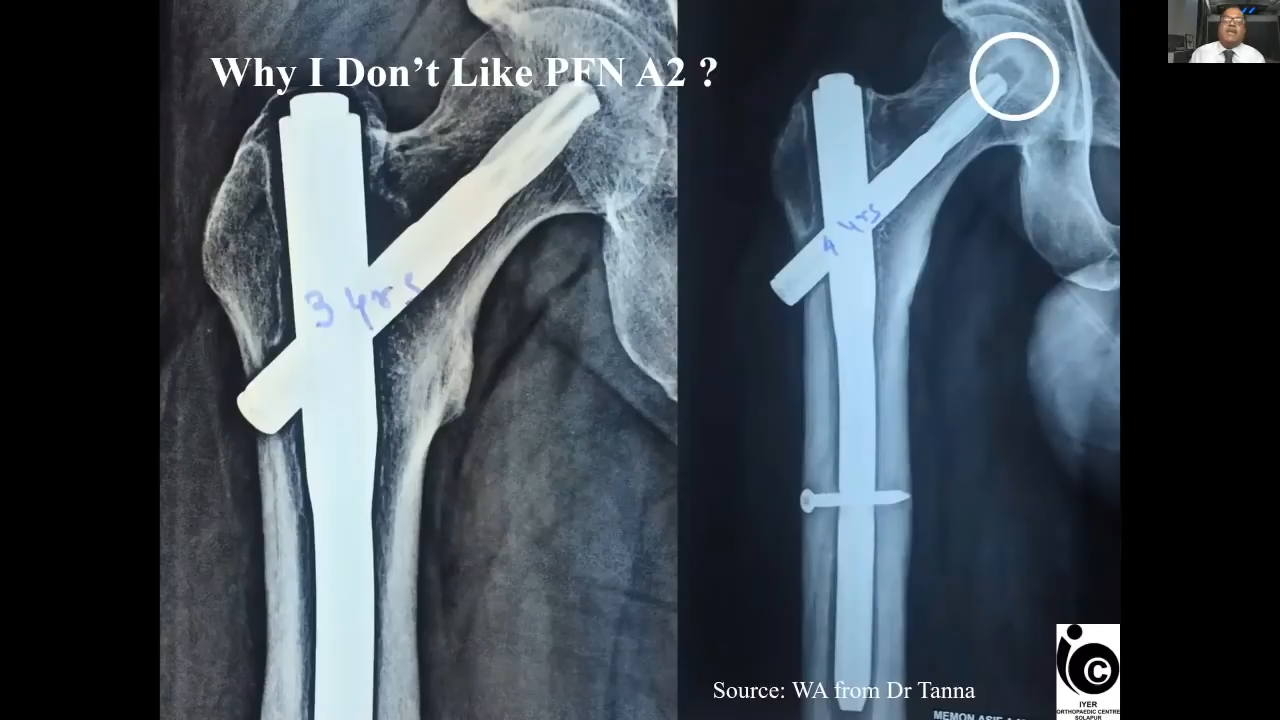 Why I Don’t Like PFN A2 ?
3 yrs
4 yrs
Source: WA from Dr Tanna
IYER
ORTHOPAEDIC CENTRE
SOLAPUR